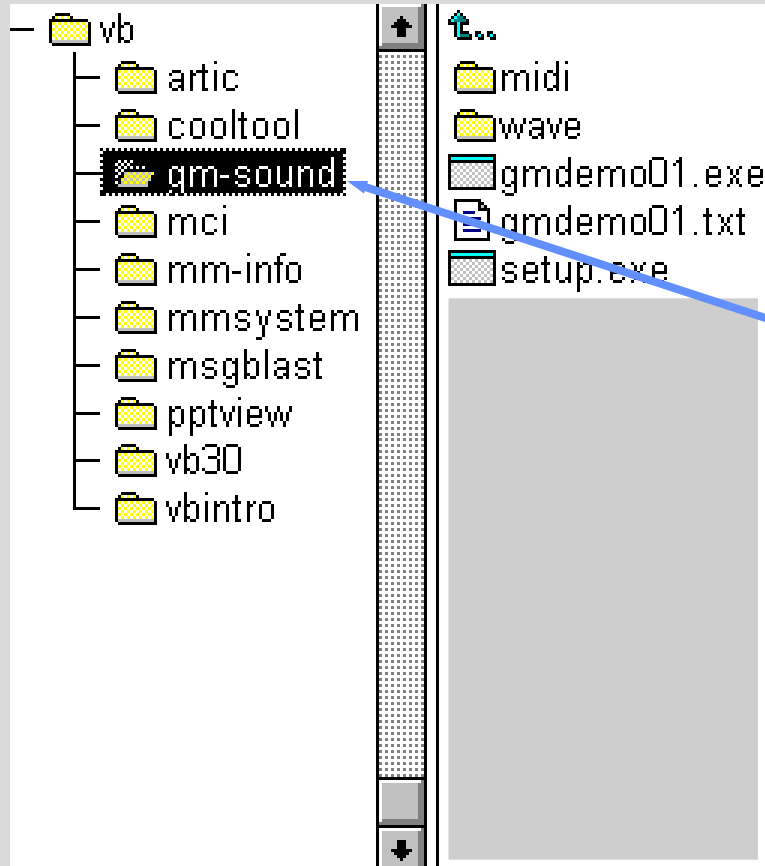 vb
artic
cooltool
gm-sound
mci
mm-info
mmsystem
msgblast
pptview
vb30
vbintro
..
midi
wave
gmdemo01.exe
gmdemo01.txt
setup.exe